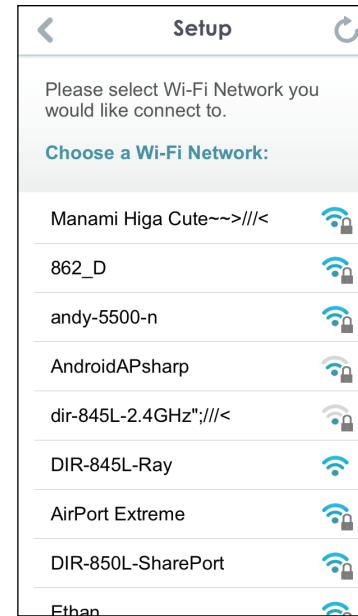 Setup
Please select Wi-Fi Network you
would like connect to.
Choose a Wi-Fi Network:
Manami Higa Cute~~>///<
862_D
andy-5500-n
AndroidAPsharp
dir-845L-2.4GHz";///<
DIR-845L-Ray
AirPort Extreme
DIR-850L-SharePort
Ethan